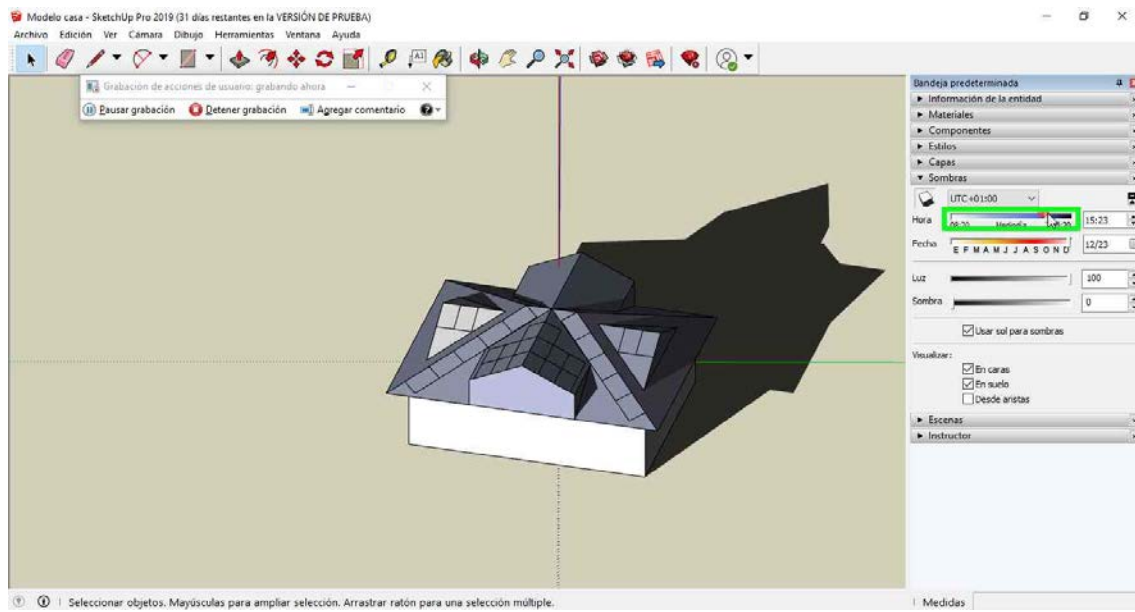 Modelo casa - SketchUp Pro 2019 (31 días restantes en la VERSIÓN DE PRUEBA)
Archivo Edición Ver Cámara Dibujo Herramientas Ventana Ayuda
Grabación de acciones de usuario: grabando ahora
Pausar grabación Detener grabación Agregar comentario
Bandeja predeterminada
Información de la entidad
Materiales
Componentes
Estilos
Capas
Sombras
UTC+01:00
Hora 08:20 Mediodía 15:23
Fecha E F M A M J J A S O N D 12/23
Luz 100
Sombra 0
Usar sol para sombras
Visualizar:
En caras
En suelo
Desde aristas
Escenas
Instructor
Seleccionar objetos. Mayúsculas para ampliar selección. Arrastrar ratón para una selección múltiple.
Medidas